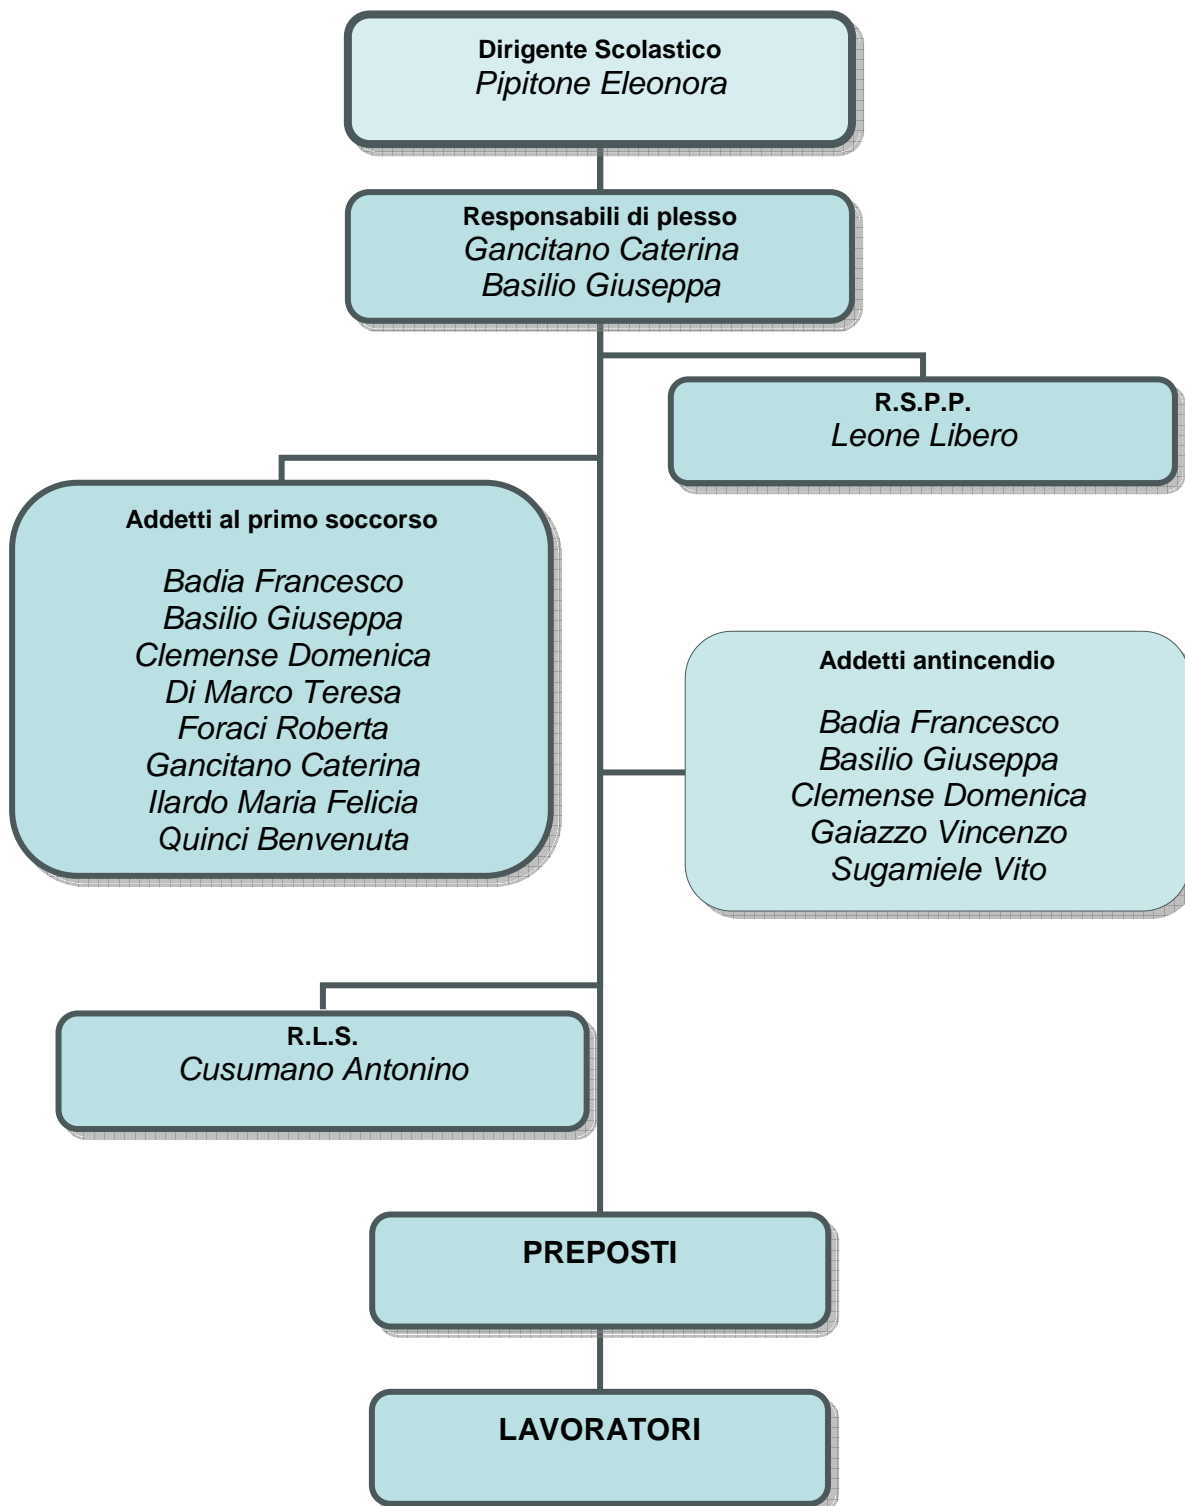 Dirigente Scolastico
Pipitone Eleonora
Responsabili di plesso
Gancitano Caterina
Basilio Giuseppa
R.S.P.P.
Leone Libero
Addetti al primo soccorso
Badia Francesco
Basilio Giuseppa
Clemense Domenica
Di Marco Teresa
Foraci Roberta
Gancitano Caterina
Ilardo Maria Felicia
Quinci Benvenuta
Addetti antincendio
Badia Francesco
Basilio Giuseppa
Clemense Domenica
Gaiazzo Vincenzo
Sugamiele Vito
R.L.S.
Cusumano Antonino
PREPOSTI
LAVORATORI